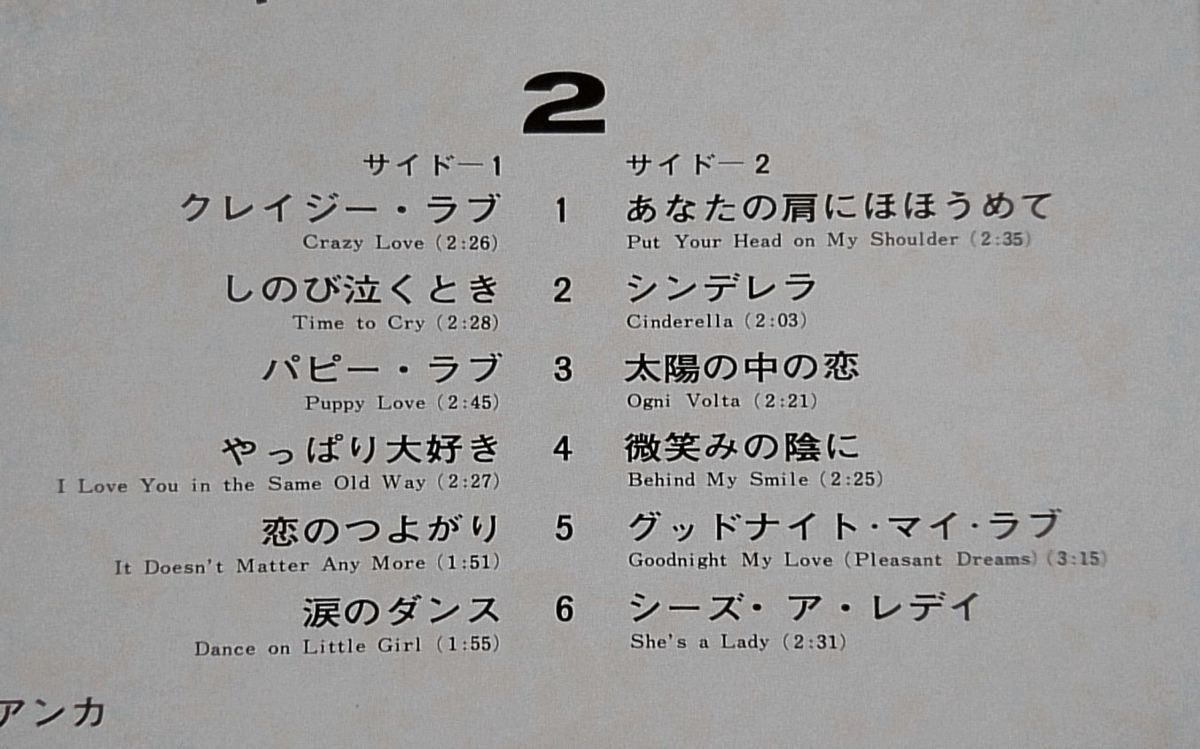 2
サイド—1
クレイジー・ラブ
Crazy Love (2:26)
しのび泣くとき
Time to Cry (2:28)
パピー・ラブ
Puppy Love (2:45)
やっぱり大好き
I Love You in the Same Old Way (2:27)
恋のつよがり
It Doesn't Matter Any More (1:51)
涙のダンス
Dance on Little Girl (1:55)
1
2
3
4
5
6
サイド—2
あなたの肩にほほうめて
Put Your Head on My Shoulder (2:35)
シンデレラ
Cinderella (2:03)
太陽の中の恋
Ogni Volta (2:21)
微笑みの陰に
Behind My Smile (2:25)
グッドナイト・マイ・ラブ
Goodnight My Love (Pleasant Dreams) (3:15)
シーズ・ア・レデイ
She's a Lady (2:31)
アンカ